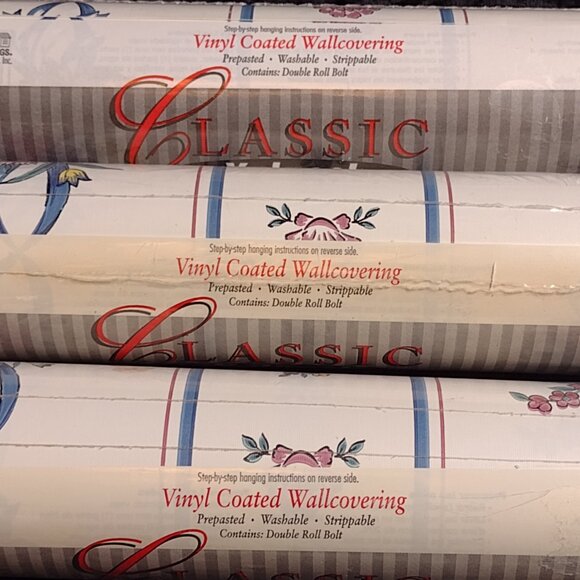 Step-by-step hanging instructions on reverse side.
Vinyl Coated Wallcovering
Prepasted • Washable • Strippable
Contains: Double Roll Bolt
Inc.
CLASSIC
Step-by-step hanging instructions on reverse side.
Vinyl Coated Wallcovering
Prepasted • Washable • Strippable
Contains: Double Roll Bolt
CLASSIC
Step-by-step hanging instructions on reverse side.
Vinyl Coated Wallcovering
Prepasted • Washable • Strippable
Contains: Double Roll Bolt
CLASSIC